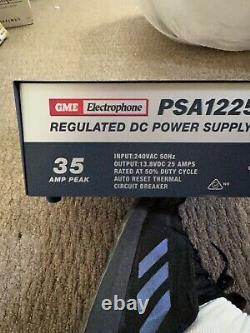 GME Electrophone PSA1225
REGULATED DC POWER SUPPLY
35
AMP PEAK
INPUT:240VAC 50Hz
OUTPUT:13.8VDC 25 AMPS
RATED AT 50% DUTY CYCLE
AUTO RESET THERMAL
CIRCUIT BREAKER